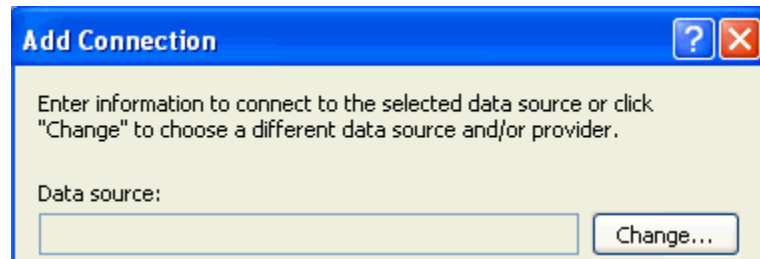 Add Connection
Enter information to connect to the selected data source or click
"Change" to choose a different data source and/or provider.
Data source:
Change...